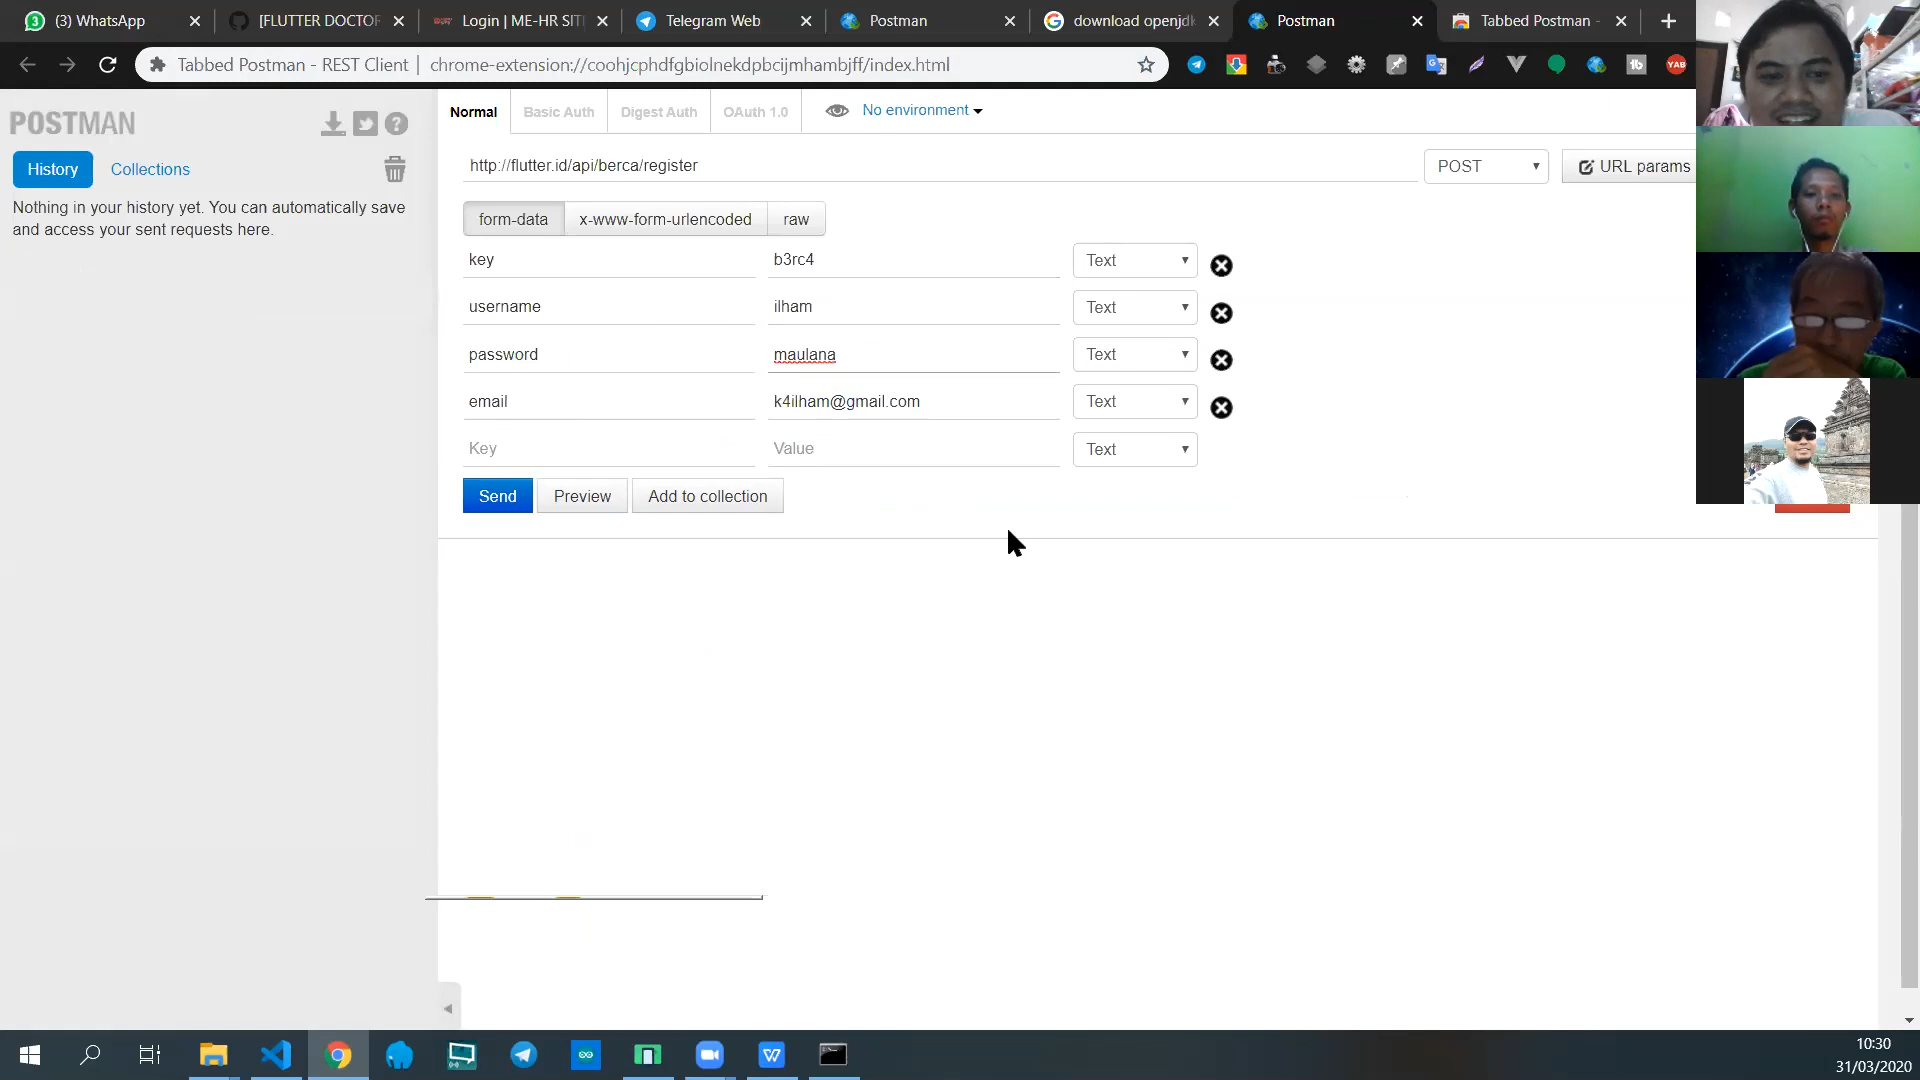 (3) WhatsApp
[FLUTTER DOCTOR
Login | ME-HR SIT
Telegram Web
Postman
download openjdk
Postman
Tabbed Postman -
Tabbed Postman - REST Client
chrome-extension://coohjcphdfgbiolnekdpbcijmhambjff/index.html
YAB
POSTMAN
Normal
Basic Auth
Digest Auth
OAuth 1.0
No environment
History
Collections
http://flutter.id/api/berca/register
POST
URL params
Nothing in your history yet. You can automatically save
and access your sent requests here.
form-data
x-www-form-urlencoded
raw
key
b3rc4
Text
username
ilham
Text
password
maulana
Text
email
k4ilham@gmail.com
Text
Key
Value
Text
Send
Preview
Add to collection
10:30
31/03/2020